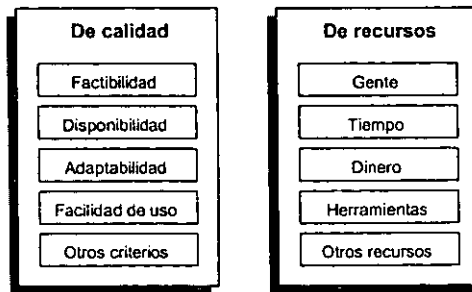 De calidad
Factibilidad
Disponibilidad
Adaptabilidad
Facilidad de uso
Otros criterios
De recursos
Gente
Tiempo
Dinero
Herramientas
Otros recursos